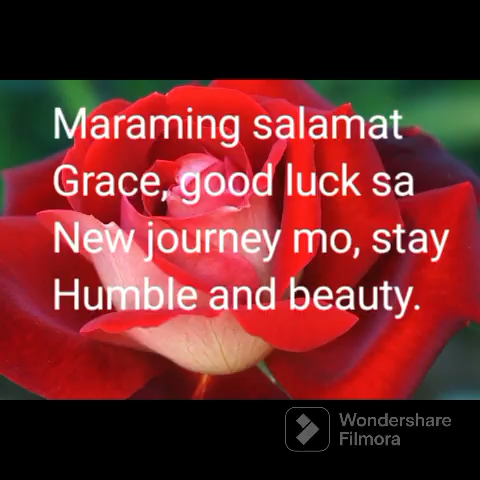 Maraming salamat
Grace, good luck sa
New journey mo, stay
Humble and beauty.
Wondershare
Filmora